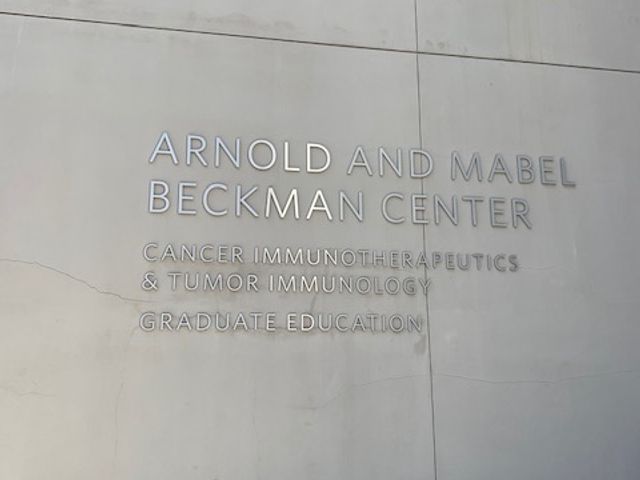 ARNOLD AND MABEL
BECKMAN CENTER
CANCER IMMUNOTHERAPEUTICS
& TUMOR IMMUNOLOGY
GRADUATE EDUCATION